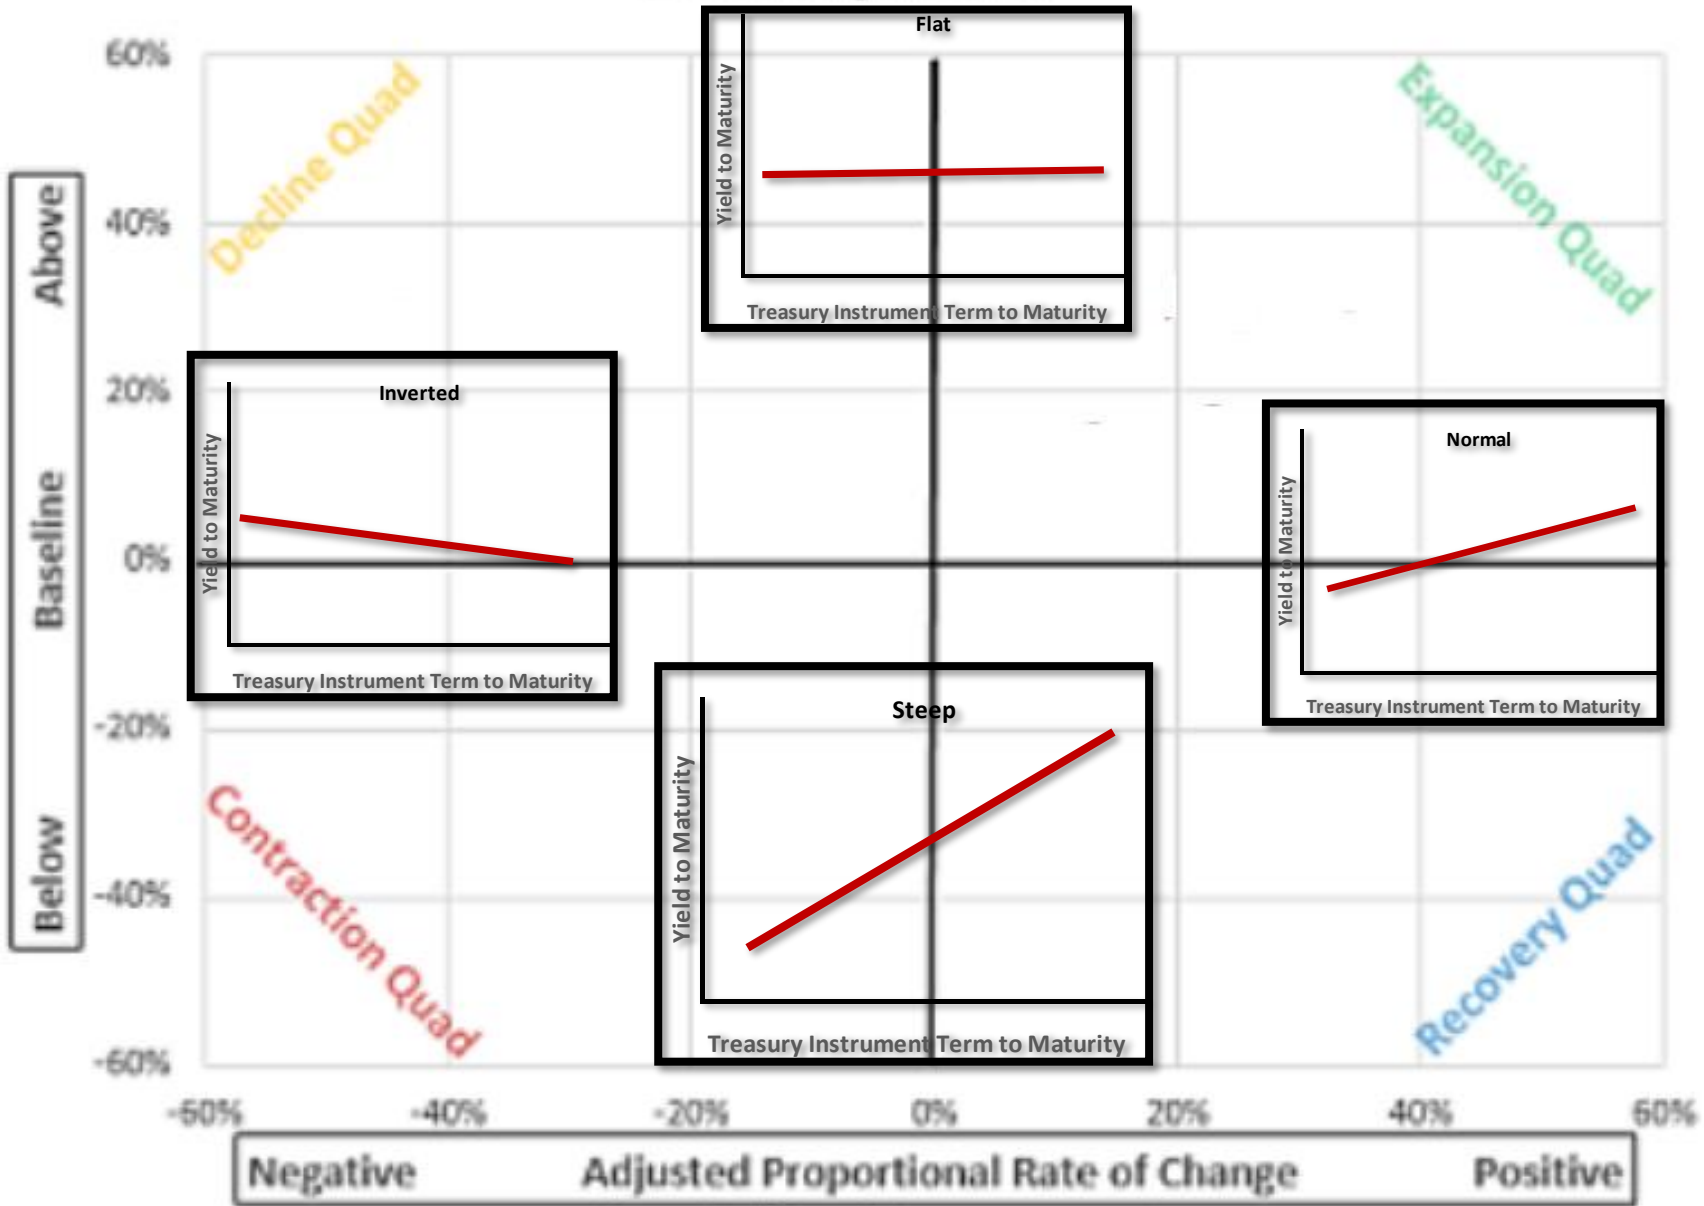 Flat
Yield to Maturity
Treasury Instrument Term to Maturity
60%
40%
20%
0%
-20%
-40%
-60%
Above
Baseline
Below
Decline Quad
Expansion Quad
Inverted
Yield to Maturity
Treasury Instrument Term to Maturity
Normal
Yield to Maturity
Treasury Instrument Term to Maturity
Steep
Yield to Maturity
Treasury Instrument Term to Maturity
Contraction Quad
Recovery Quad
-60%
-40%
-20%
0%
20%
40%
60%
Negative Adjusted Proportional Rate of Change Positive